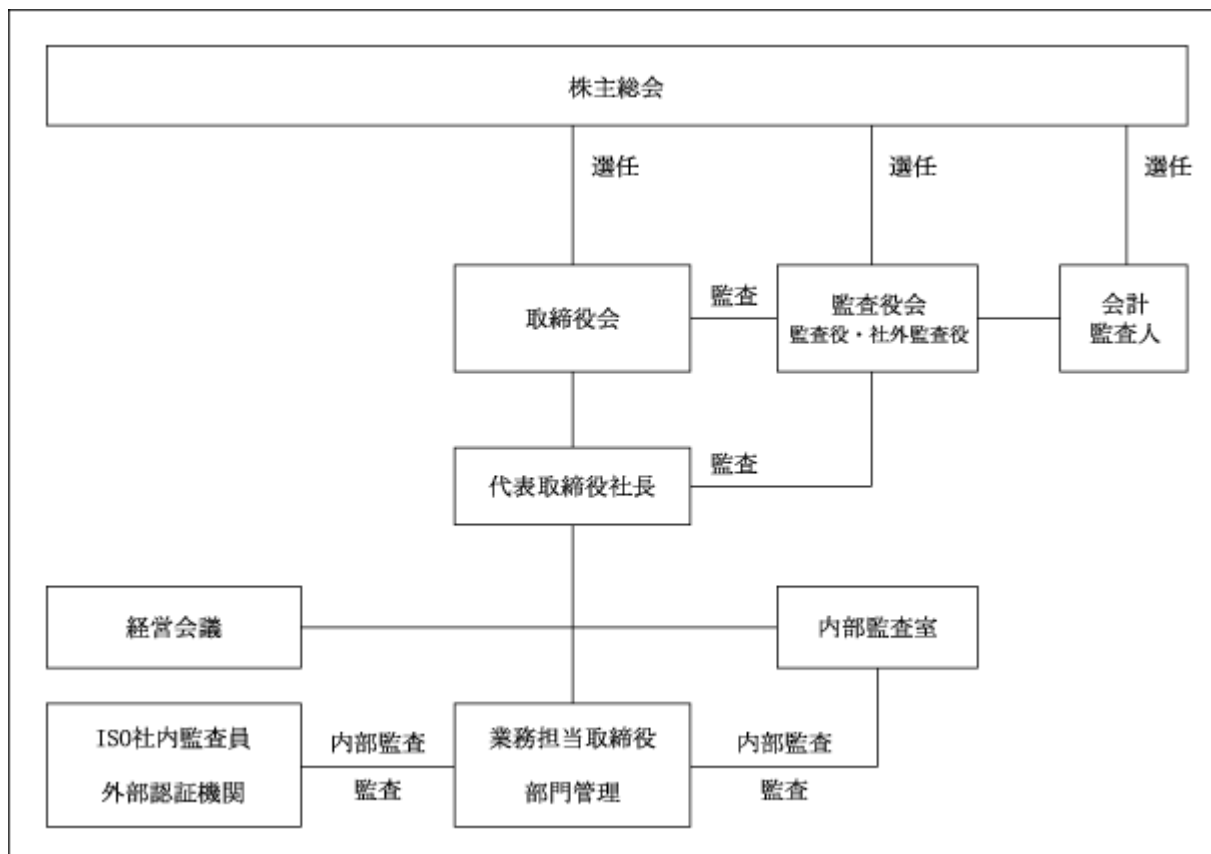 株主総会
選任
選任
選任
取締役会
監査
監査役会
監査役・社外監査役
会計
監査人
代表取締役社長
監査
経営会議
内部監査室
ISO社内監査員
外部認証機関
内部監査
監査
業務担当取締役
部門管理
内部監査
監査